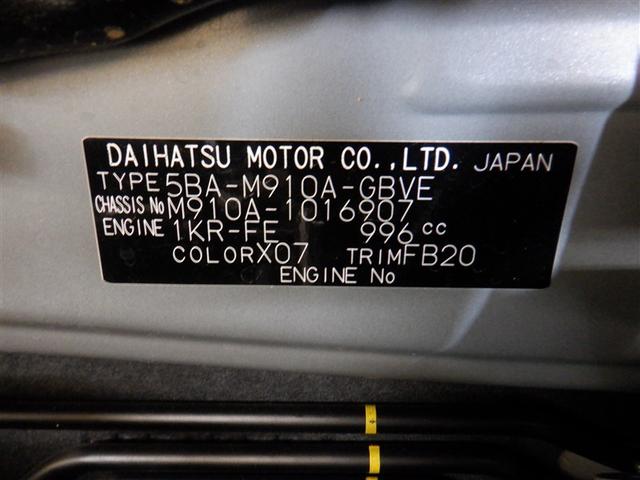 DAIHATSU MOTOR CO.,LTD. JAPAN
TYPE 5BA-M910A-GBVE
CHASSIS No M910A-1016907
ENGINE 1KR-FE 996 cc
COLOR X07 TRIM FB20
ENGINE No